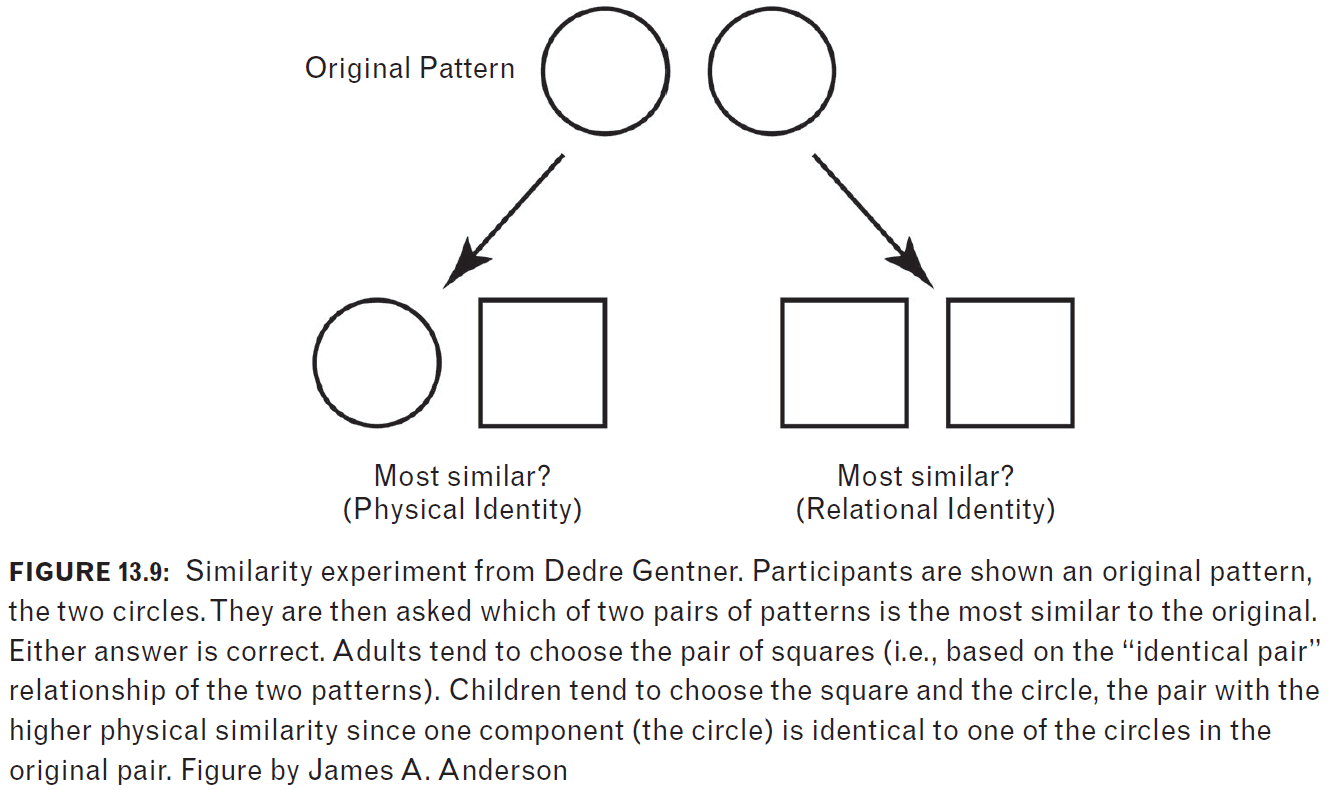 Original Pattern
Most similar?
(Physical Identity)
Most similar?
(Relational Identity)
FIGURE 13.9: Similarity experiment from Dedre Gentner. Participants are shown an original pattern,
the two circles. They are then asked which of two pairs of patterns is the most similar to the original.
Either answer is correct. Adults tend to choose the pair of squares (i.e., based on the “identical pair”
relationship of the two patterns). Children tend to choose the square and the circle, the pair with the
higher physical similarity since one component (the circle) is identical to one of the circles in the
original pair. Figure by James A. Anderson